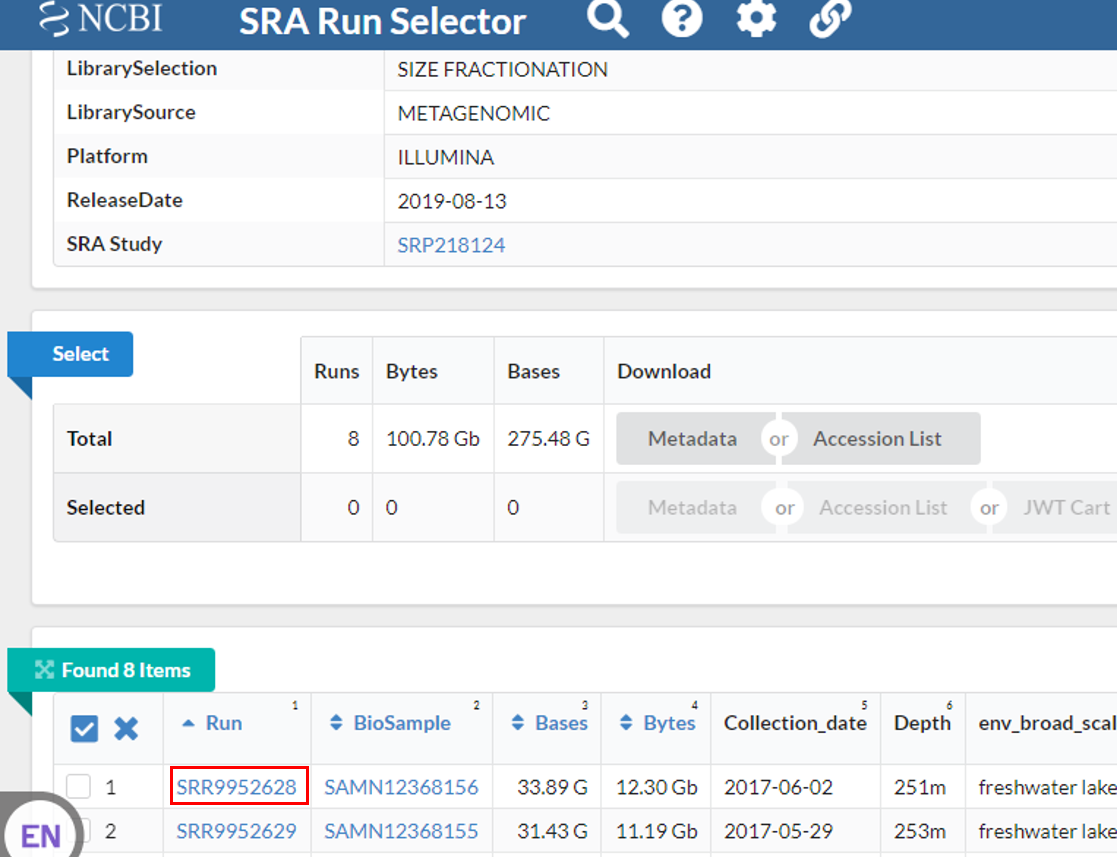 NCBI SRA Run Selector
LibrarySelection SIZE FRACTIONATION
LibrarySource METAGENOMIC
Platform ILLUMINA
ReleaseDate 2019-08-13
SRA Study SRP218124
Select
Runs Bytes Bases Download
Total 8 100.78 Gb 275.48 G Metadata or Accession List
Selected 0 0 0 Metadata or Accession List or JWT Cart
Found 8 Items
1 2 3 4 5 6
Run BioSample Bases Bytes Collection_date Depth env_broad_scal
1 SRR9952628 SAMN12368156 33.89 G 12.30 Gb 2017-06-02 251m freshwater lake
2 SRR9952629 SAMN12368155 31.43 G 11.19 Gb 2017-05-29 253m freshwater lake
EN